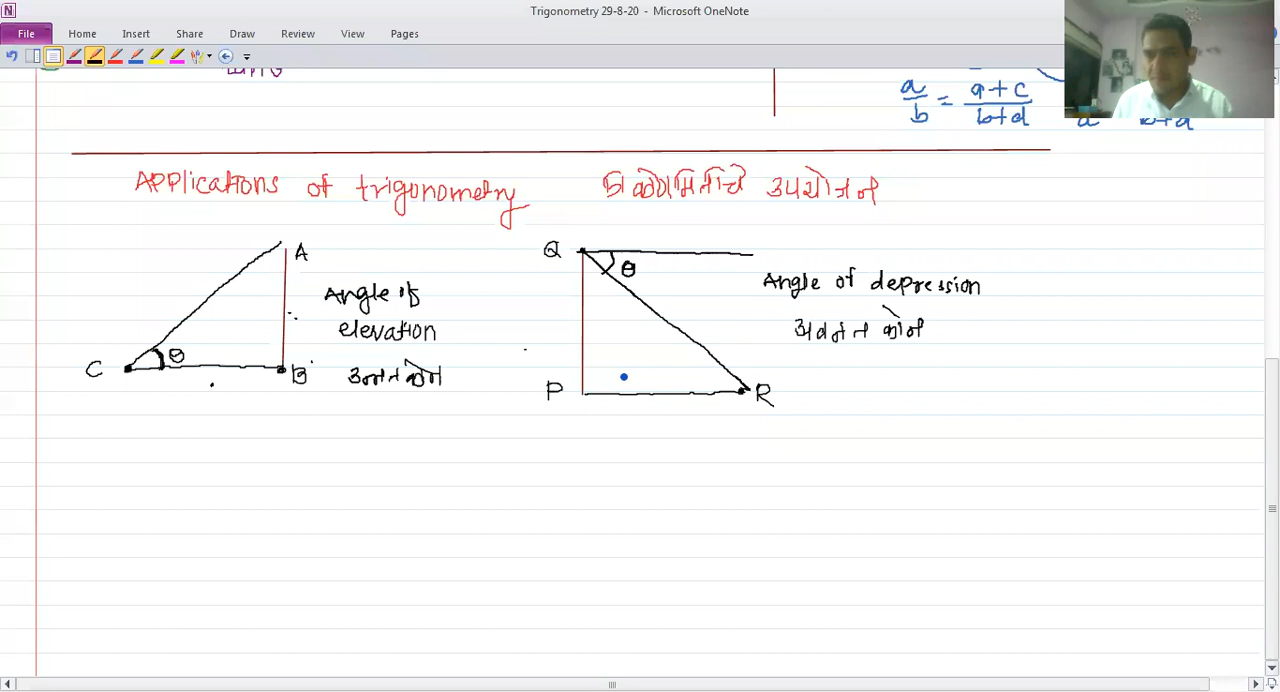 Trigonometry 29-8-20 - Microsoft OneNote
File Home Insert Share Draw Review View Pages
a/b = a+c/b+d
b+d
Applications of trigonometry त्रिकोणमितीचे उपयोजन
A
Angle of
elevation
उन्नत कोन
C θ B
Q θ
Angle of depression
अवनत कोन
P R